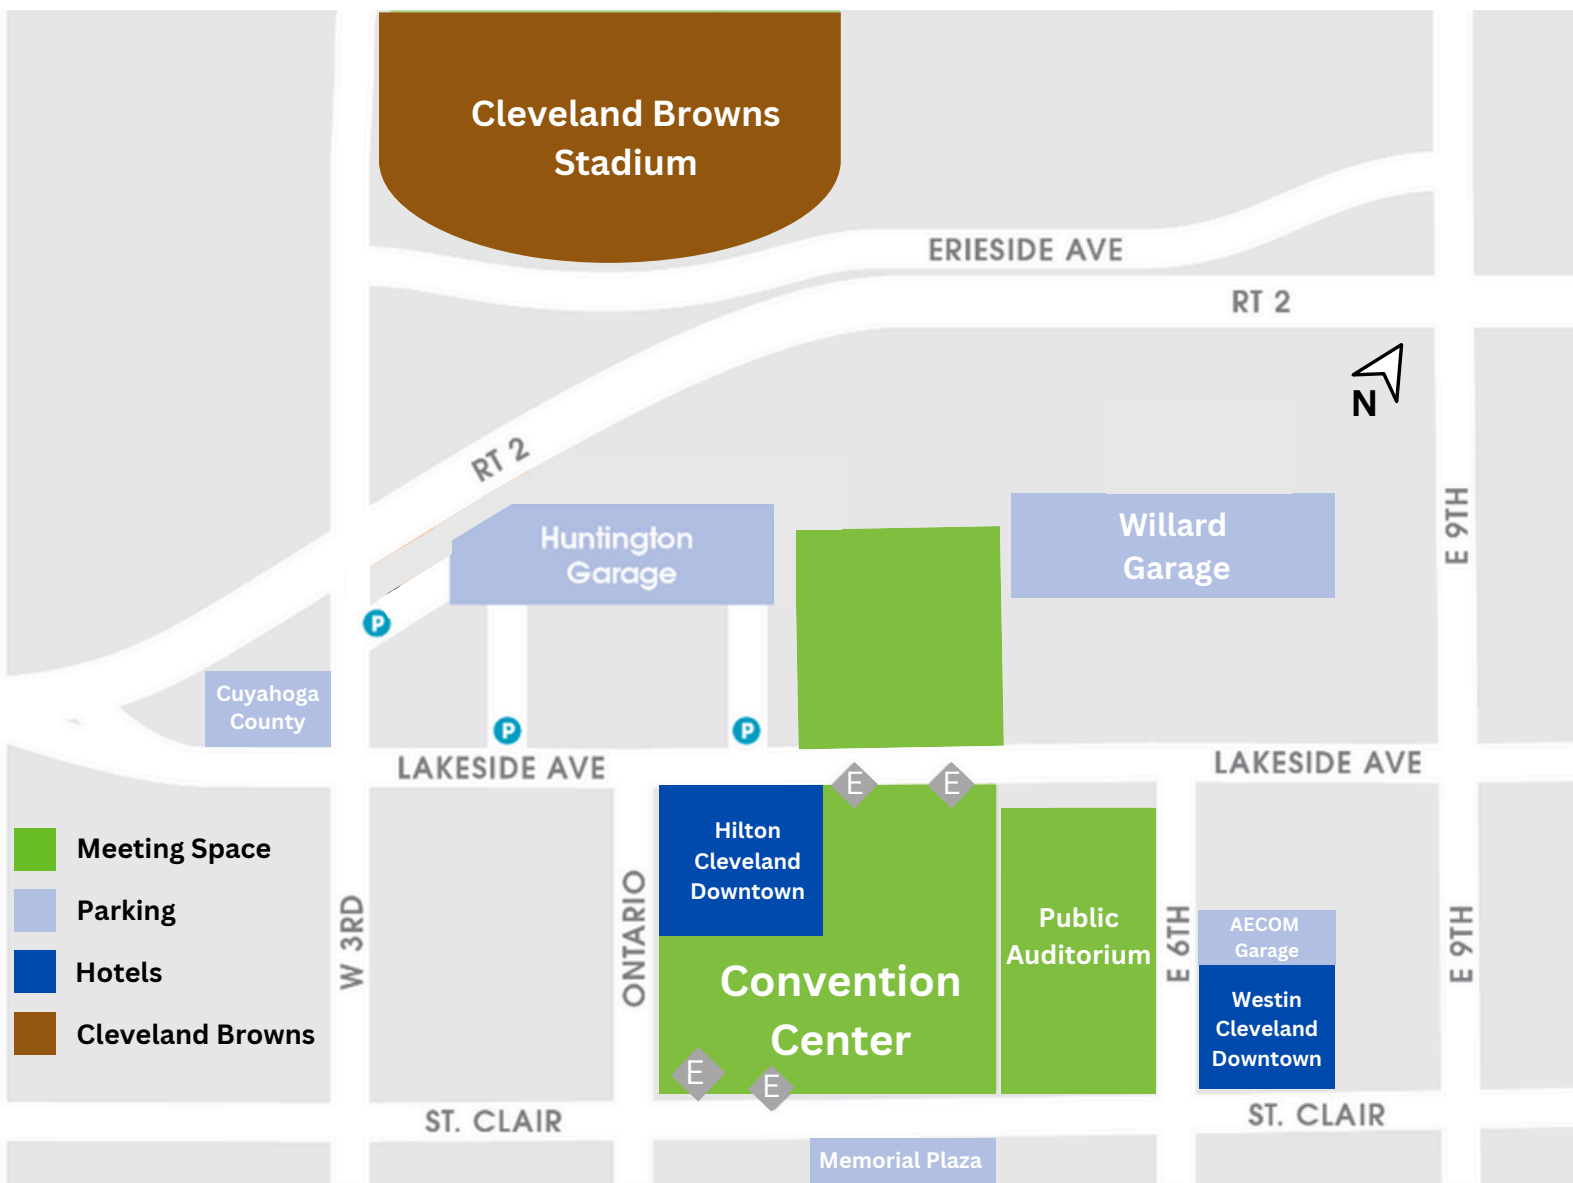 Cleveland Browns
Stadium
ERIESIDE AVE
RT 2
N
RT 2
E 9TH
Huntington
Garage
Willard
Garage
P
Cuyahoga
County
P
P
LAKESIDE AVE
LAKESIDE AVE
E
E
Hilton
Cleveland
Downtown
Meeting Space
Parking
Hotels
Cleveland Browns
W 3RD
ONTARIO
Public
Auditorium
E 6TH
AECOM
Garage
E 9TH
Convention
Center
Westin
Cleveland
Downtown
E
E
ST. CLAIR
ST. CLAIR
Memorial Plaza